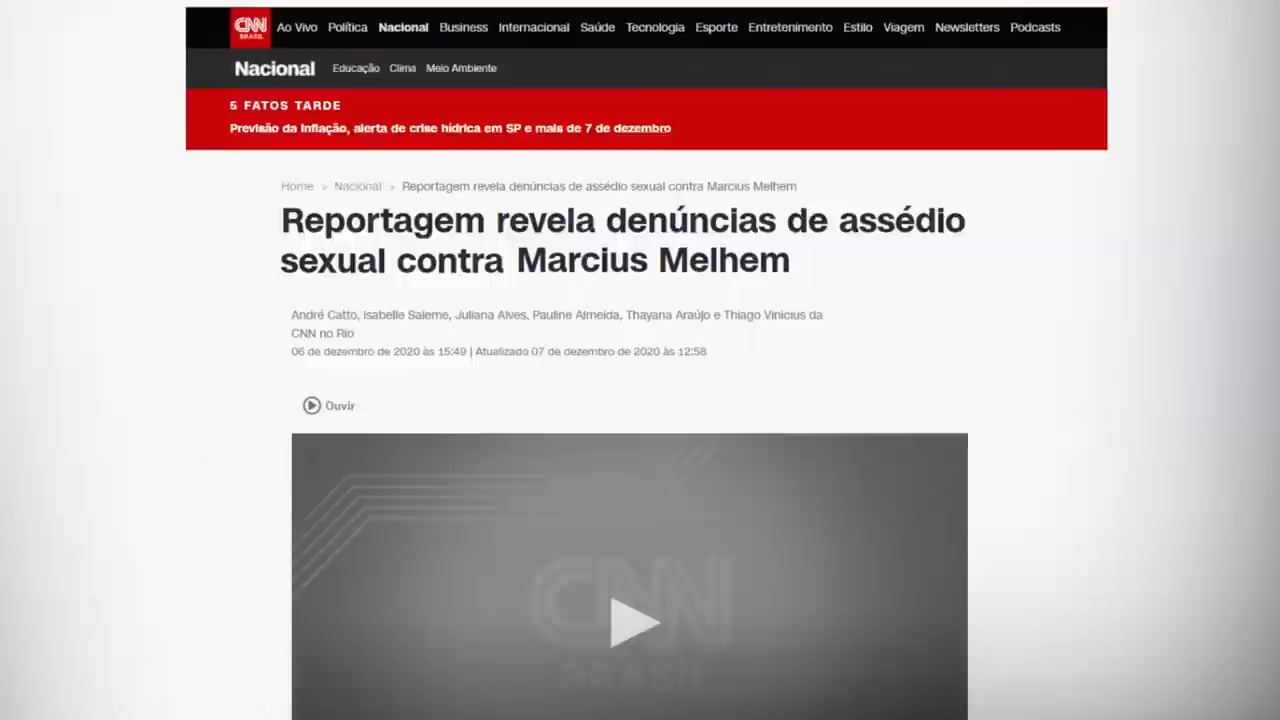 CNN
BRASIL
Ao Vivo Política Nacional Business Internacional Saúde Tecnologia Esporte Entretenimento Estilo Viagem Newsletters Podcasts
Nacional Educação Clima Meio Ambiente
5 FATOS TARDE
Previsão da Inflação, alerta de crise hídrica em SP e mais de 7 de dezembro
Home > Nacional > Reportagem revela denúncias de assédio sexual contra Marcius Melhem
Reportagem revela denúncias de assédio
sexual contra Marcius Melhem
André Catto, Isabelle Saleme, Juliana Alves, Pauline Almeida, Thayana Araújo e Thiago Vinícius da
CNN no Rio
06 de dezembro de 2020 às 15:49 | Atualizado 07 de dezembro de 2020 às 12:58
Ouvir
CNN
BRASIL